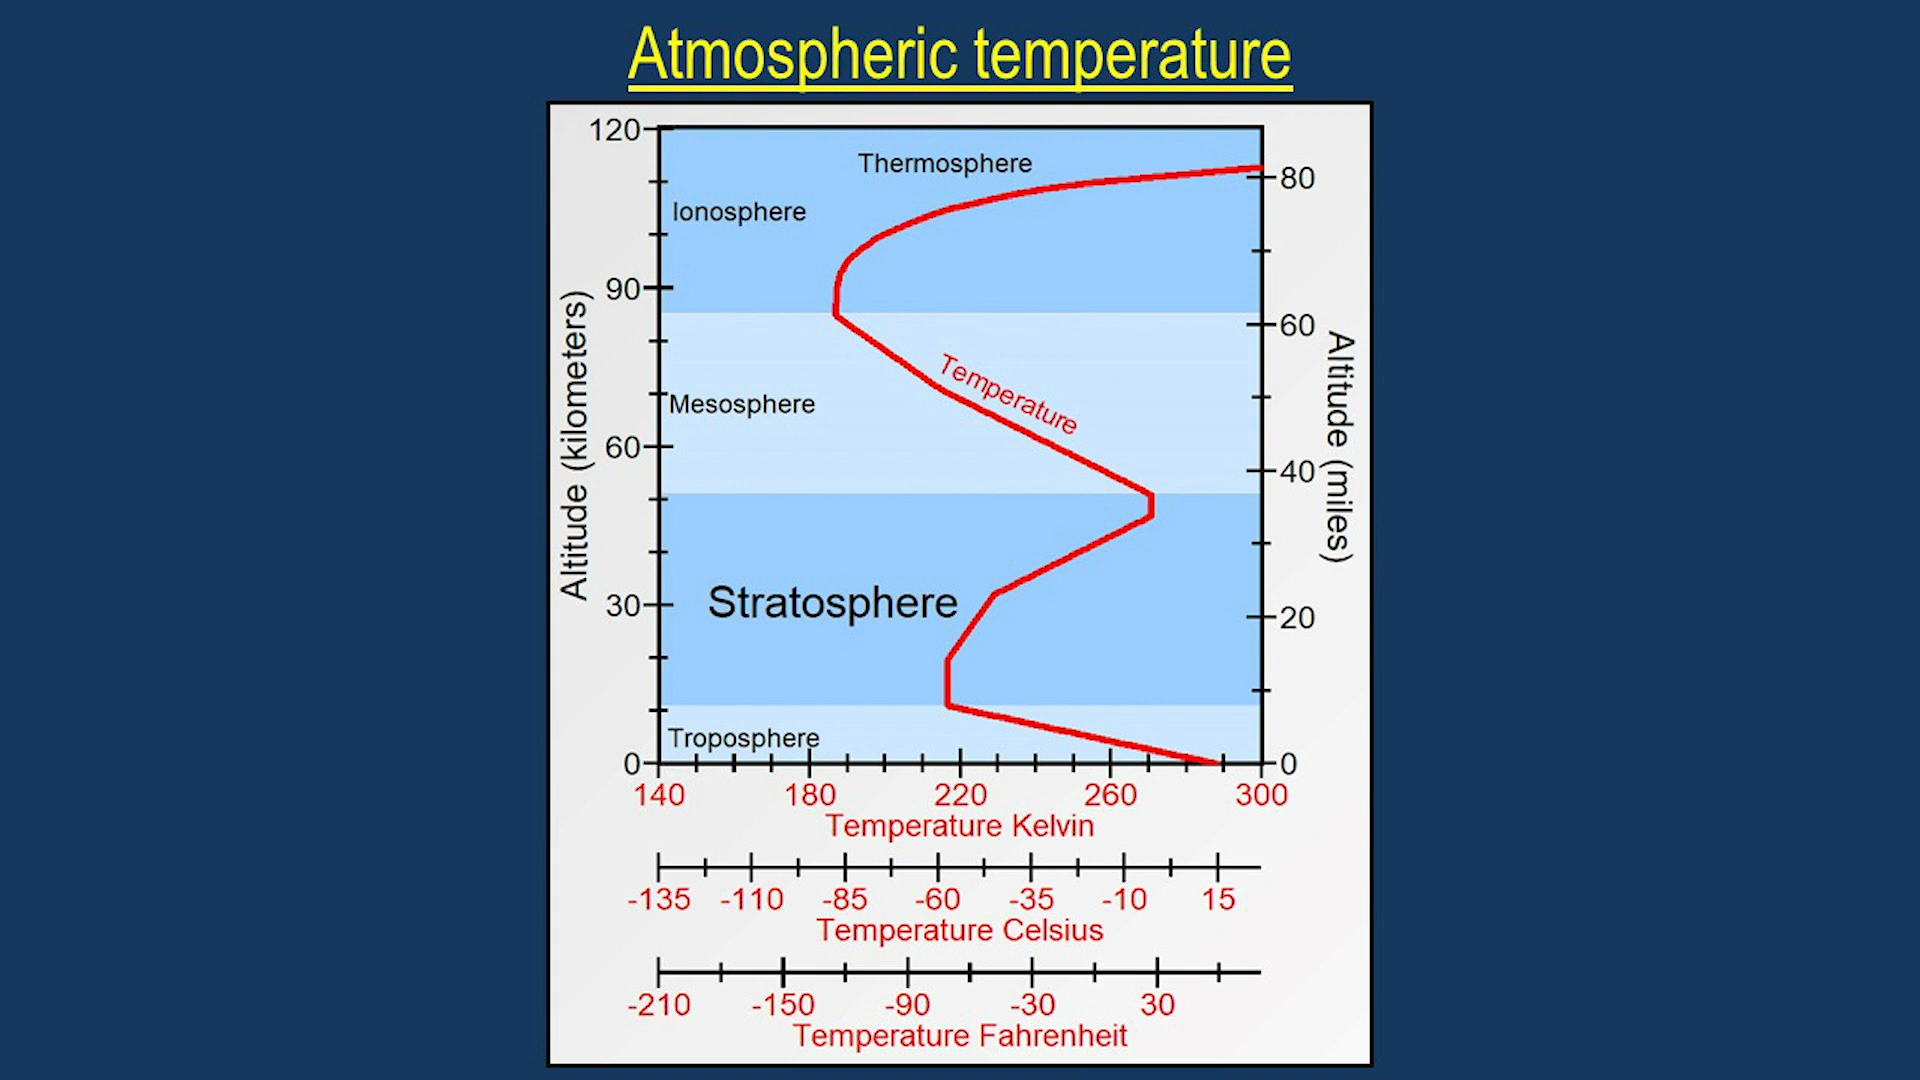 Atmospheric temperature
120
90
60
30
0
Altitude (kilometers)
Thermosphere
Ionosphere
Mesosphere
Temperature
Stratosphere
Troposphere
80
60
40
20
0
Altitude (miles)
140 180 220 260 300
Temperature Kelvin
-135 -110 -85 -60 -35 -10 15
Temperature Celsius
-210 -150 -90 -30 30
Temperature Fahrenheit